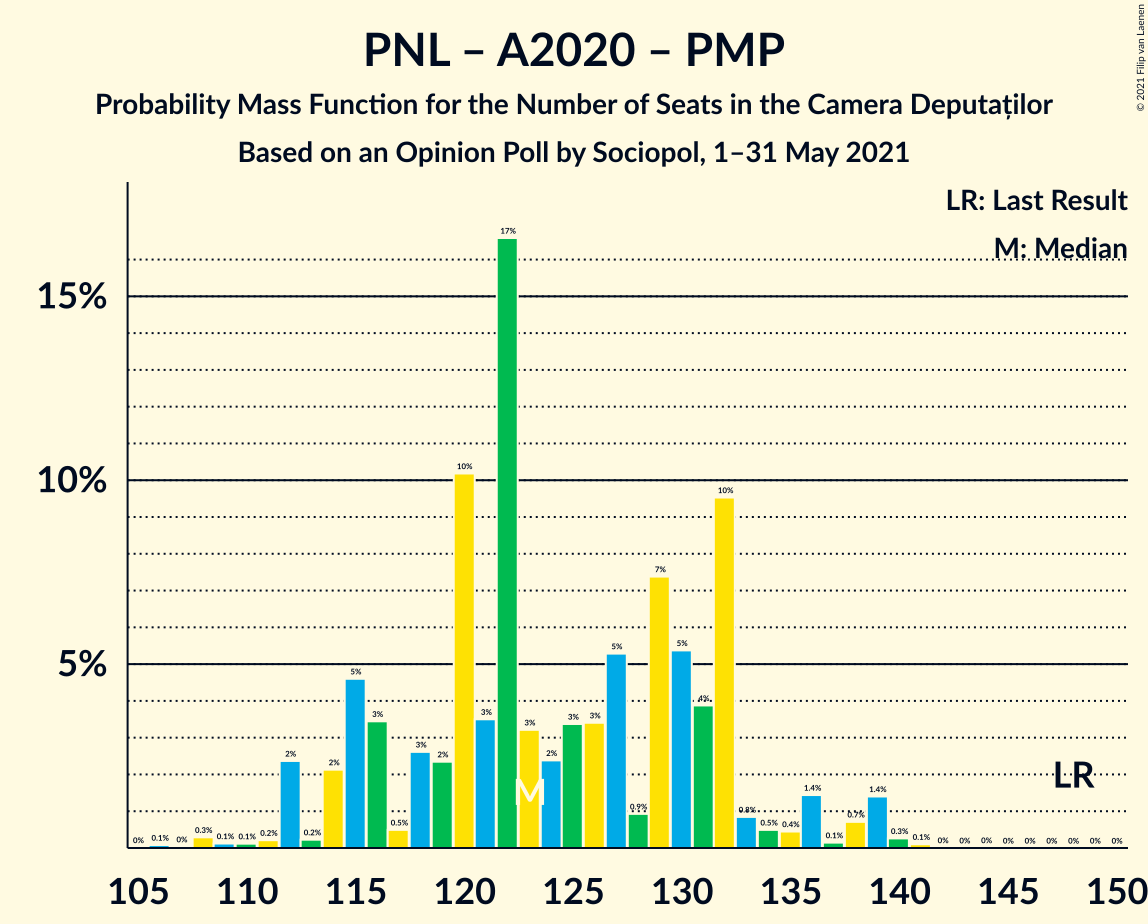 PNL – A2020 – PMP
Probability Mass Function for the Number of Seats in the Camera Deputaților
Based on an Opinion Poll by Sociopol, 1–31 May 2021
© 2021 Filip van Laenen
LR: Last Result
M: Median
15%
10%
5%
0% 0.1% 0% 0.3% 0.1% 0.1% 0.2% 2% 0.2% 2% 5% 3% 0.5% 3% 2% 10% 3% 17% 3% 2% 3% 3% 5% 0.9% 7% 5% 4% 10% 0.8% 0.5% 0.4% 1.4% 0.1% 0.7% 1.4% 0.3% 0.1% 0% 0% 0% 0% 0% 0% 0% 0% 0%
M
LR
105 110 115 120 125 130 135 140 145 150